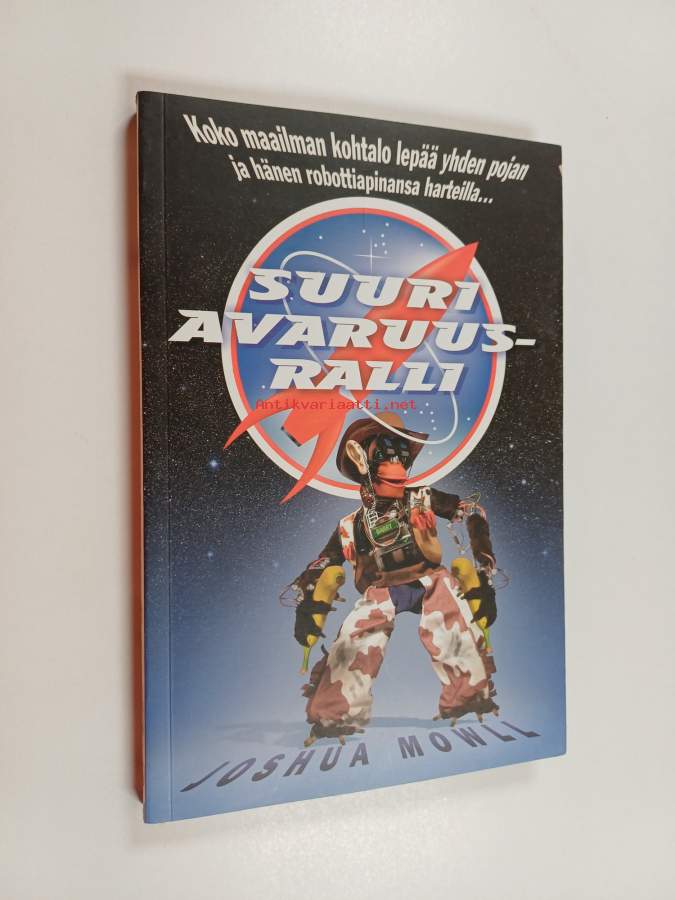 Koko maailman kohtalo lepää yhden pojan
ja hänen robottiapinansa harteilla...
SUURI
AVARUUS-
RALLI
Antikvariaatti.net
JOSHUA MOWLL